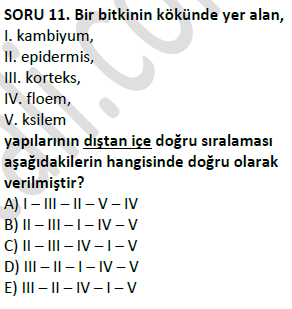 SORU 11. Bir bitkinin kökünde yer alan,
I. kambiyum,
II. epidermis,
III. korteks,
IV. floem,
V. ksilem
yapılarının dıştan içe doğru sıralaması
aşağıdakilerin hangisinde doğru olarak
verilmiştir?
A) I – III – II – V – IV
B) II – III – I – IV – V
C) II – III – IV – I – V
D) III – II – I – IV – V
E) III – II – IV – I – V